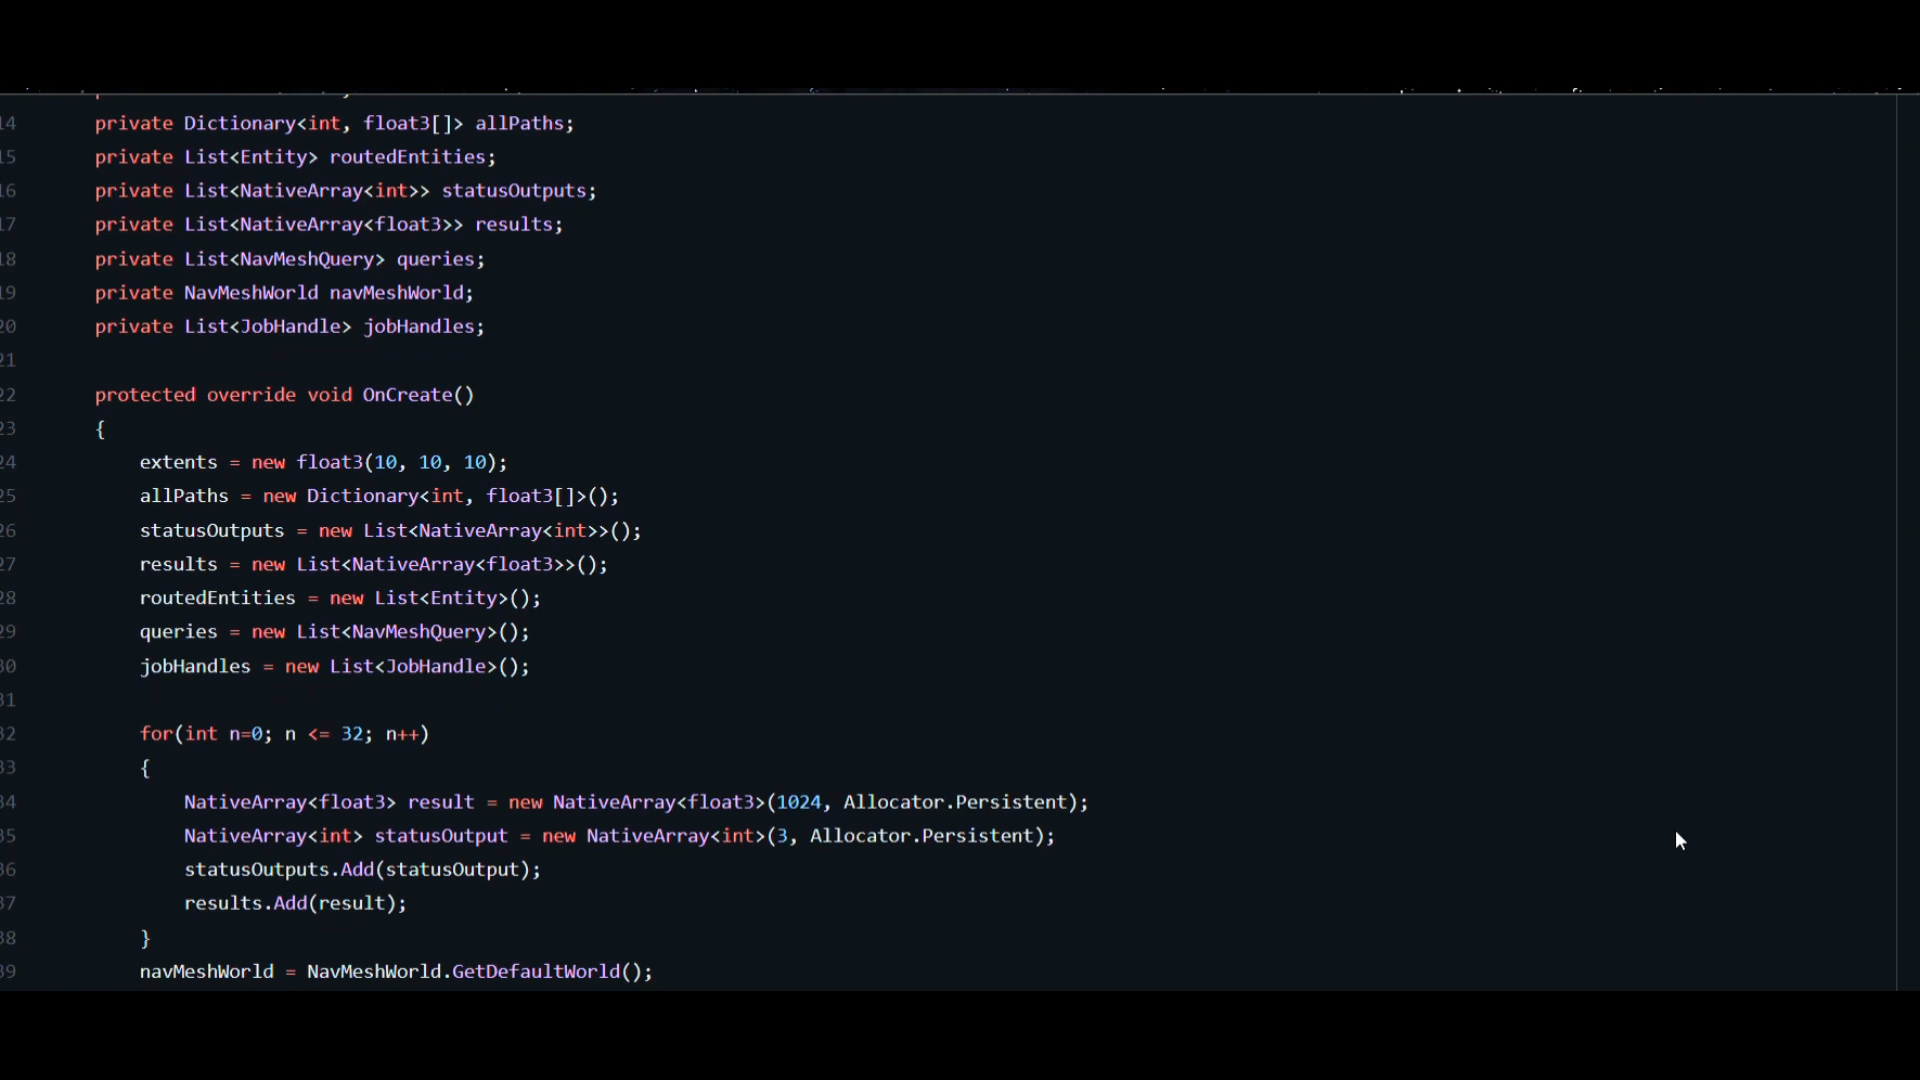 14 private Dictionary<int, float3[]> allPaths;
15 private List<Entity> routedEntities;
16 private List<NativeArray<int>> statusOutputs;
17 private List<NativeArray<float3>> results;
18 private List<NavMeshQuery> queries;
19 private NavMeshWorld navMeshWorld;
20 private List<JobHandle> jobHandles;
21
22 protected override void OnCreate()
23 {
24 extents = new float3(10, 10, 10);
25 allPaths = new Dictionary<int, float3[]>();
26 statusOutputs = new List<NativeArray<int>>();
27 results = new List<NativeArray<float3>>();
28 routedEntities = new List<Entity>();
29 queries = new List<NavMeshQuery>();
30 jobHandles = new List<JobHandle>();
31
32 for(int n=0; n <= 32; n++)
33 {
34 NativeArray<float3> result = new NativeArray<float3>(1024, Allocator.Persistent);
35 NativeArray<int> statusOutput = new NativeArray<int>(3, Allocator.Persistent);
36 statusOutputs.Add(statusOutput);
37 results.Add(result);
38 }
39 navMeshWorld = NavMeshWorld.GetDefaultWorld();